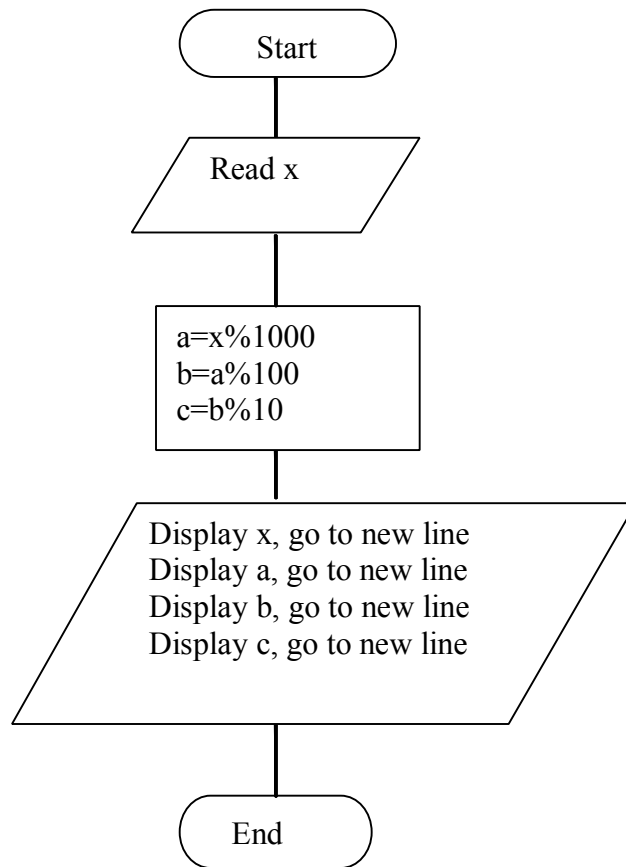 Start
Read x
a=x%1000
b=a%100
c=b%10
Display x, go to new line
Display a, go to new line
Display b, go to new line
Display c, go to new line
End